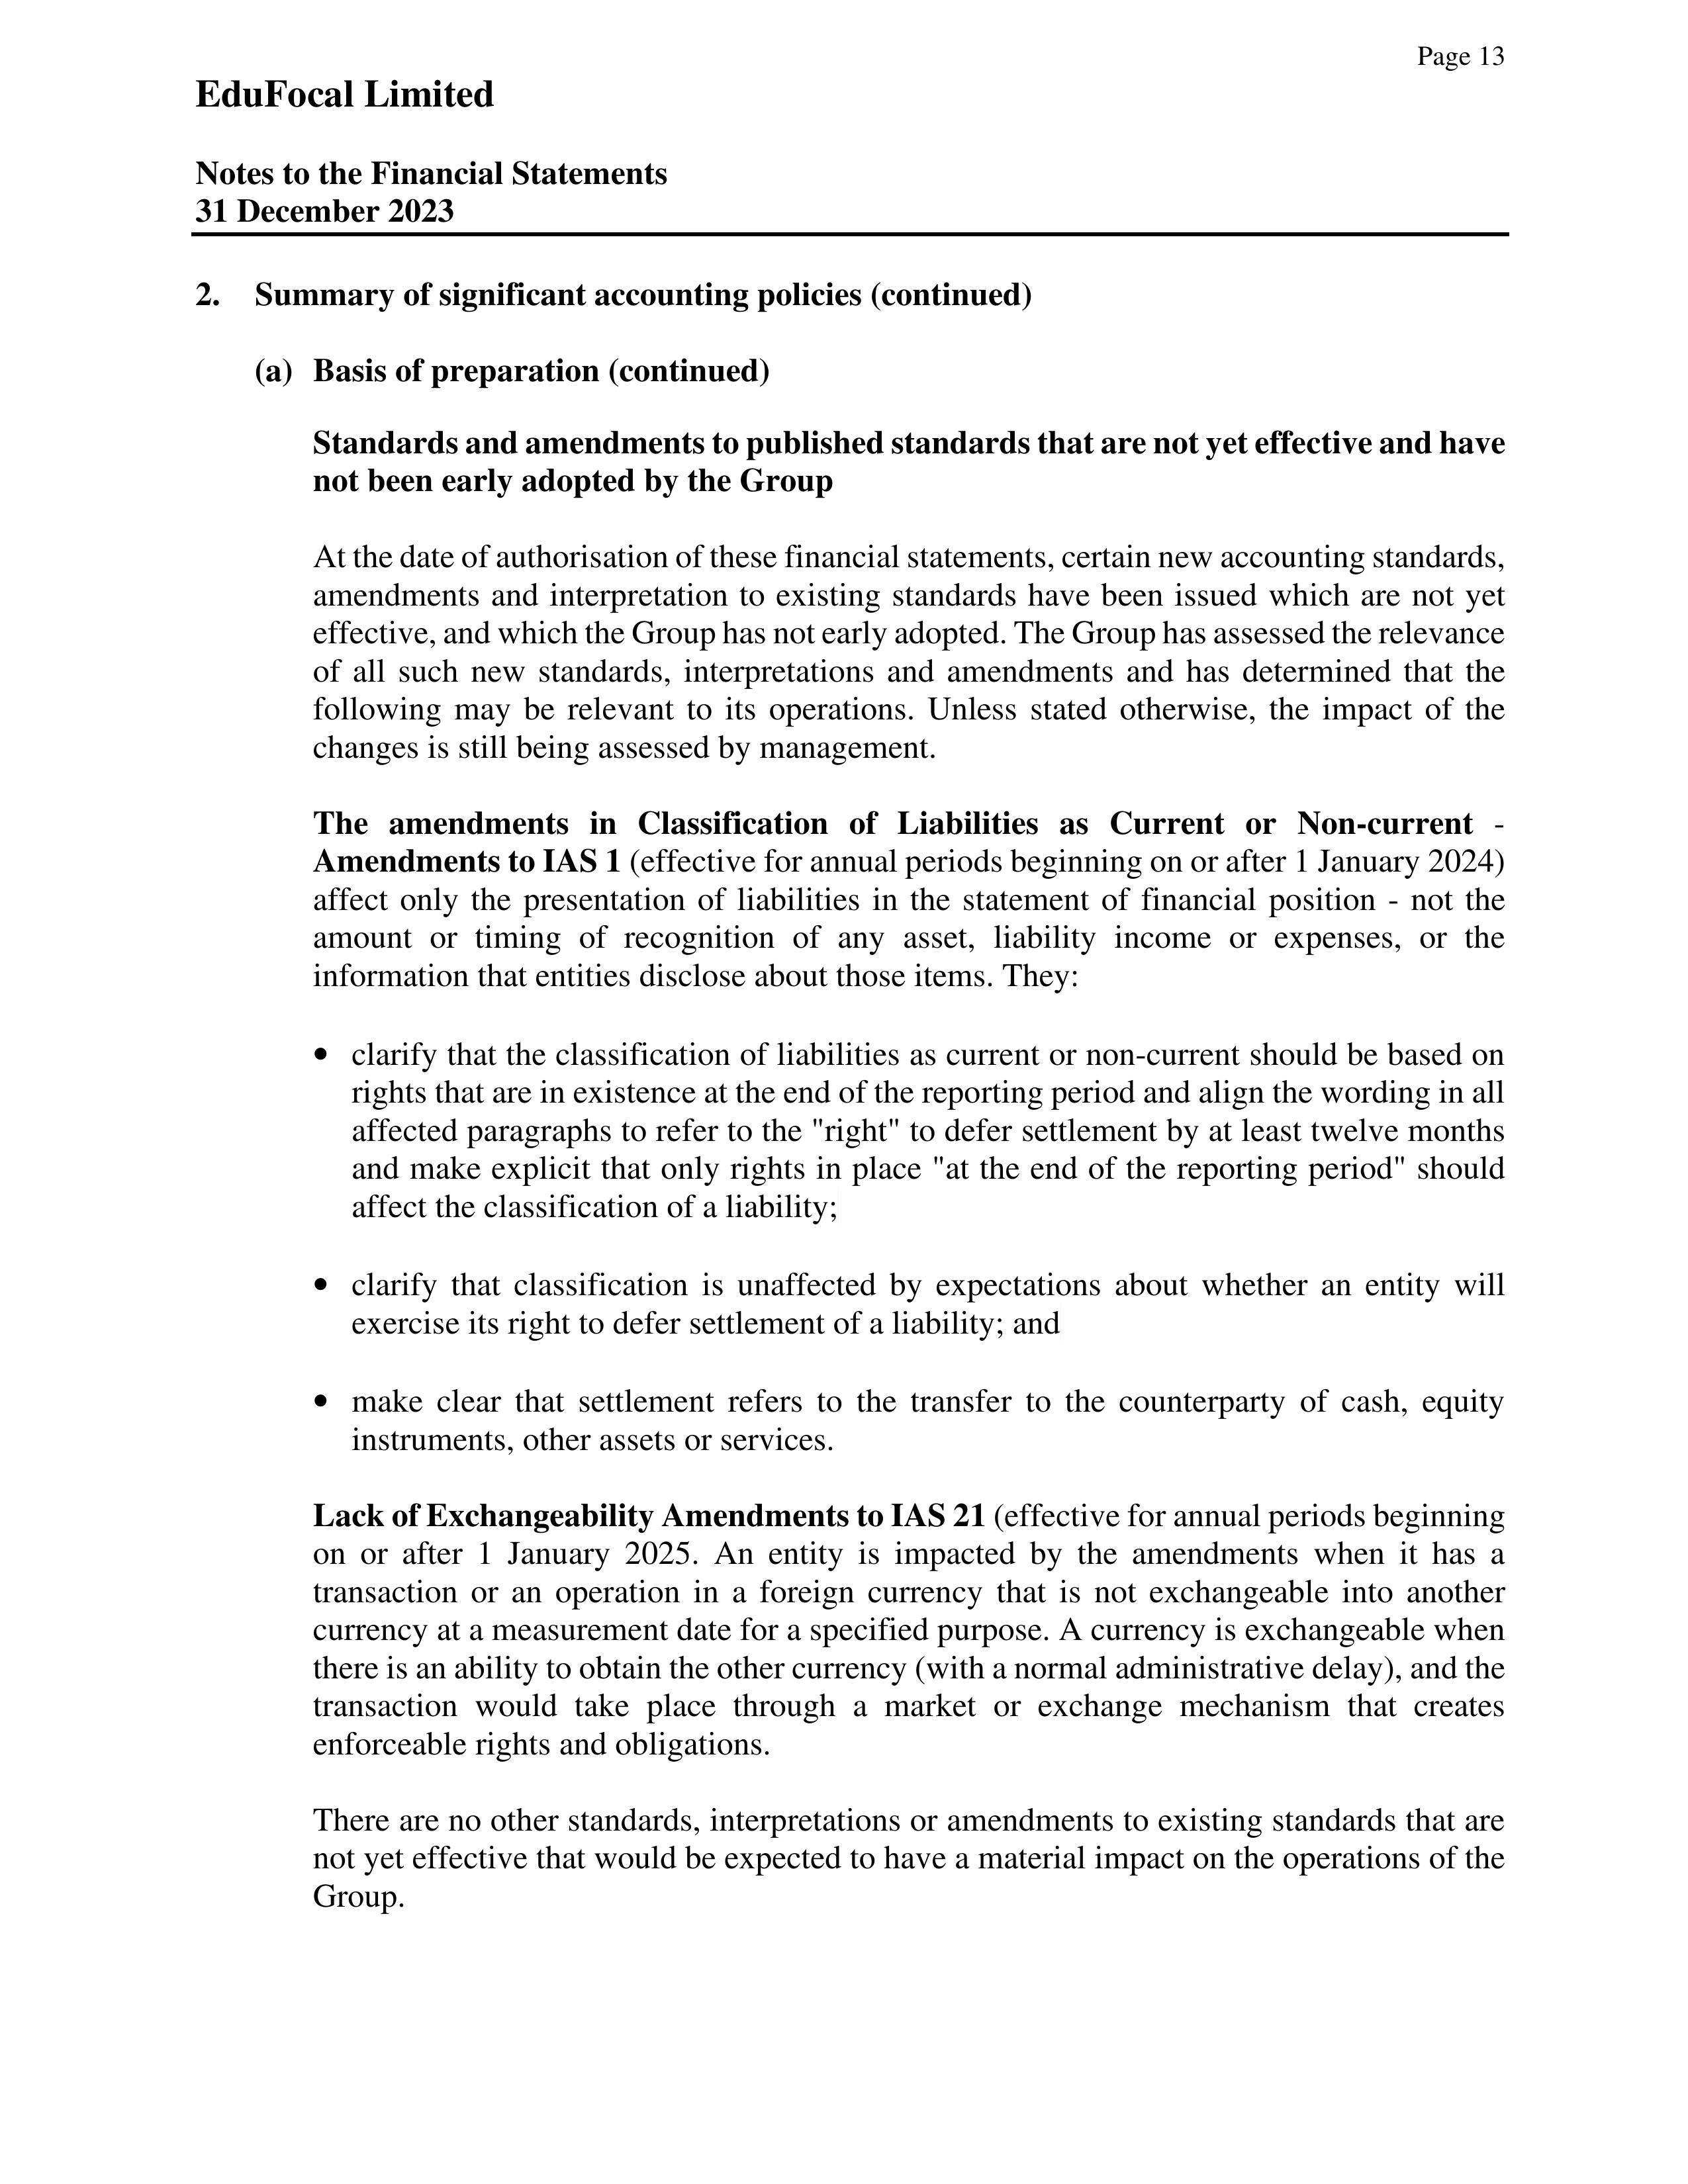 Page 13
EduFocal Limited
Notes to the Financial Statements
31 December 2023
2. Summary of significant accounting policies (continued)
(a) Basis of preparation (continued)
Standards and amendments to published standards that are not yet effective and have
not been early adopted by the Group
At the date of authorisation of these financial statements, certain new accounting standards,
amendments and interpretation to existing standards have been issued which are not yet
effective, and which the Group has not early adopted. The Group has assessed the relevance
of all such new standards, interpretations and amendments and has determined that the
following may be relevant to its operations. Unless stated otherwise, the impact of the
changes is still being assessed by management.
The amendments in Classification of Liabilities as Current or Non-current -
Amendments to IAS 1 (effective for annual periods beginning on or after 1 January 2024)
affect only the presentation of liabilities in the statement of financial position - not the
amount or timing of recognition of any asset, liability income or expenses, or the
information that entities disclose about those items. They:
• clarify that the classification of liabilities as current or non-current should be based on
rights that are in existence at the end of the reporting period and align the wording in all
affected paragraphs to refer to the "right" to defer settlement by at least twelve months
and make explicit that only rights in place "at the end of the reporting period" should
affect the classification of a liability;
• clarify that classification is unaffected by expectations about whether an entity will
exercise its right to defer settlement of a liability; and
• make clear that settlement refers to the transfer to the counterparty of cash, equity
instruments, other assets or services.
Lack of Exchangeability Amendments to IAS 21 (effective for annual periods beginning
on or after 1 January 2025. An entity is impacted by the amendments when it has a
transaction or an operation in a foreign currency that is not exchangeable into another
currency at a measurement date for a specified purpose. A currency is exchangeable when
there is an ability to obtain the other currency (with a normal administrative delay), and the
transaction would take place through a market or exchange mechanism that creates
enforceable rights and obligations.
There are no other standards, interpretations or amendments to existing standards that are
not yet effective that would be expected to have a material impact on the operations of the
Group.